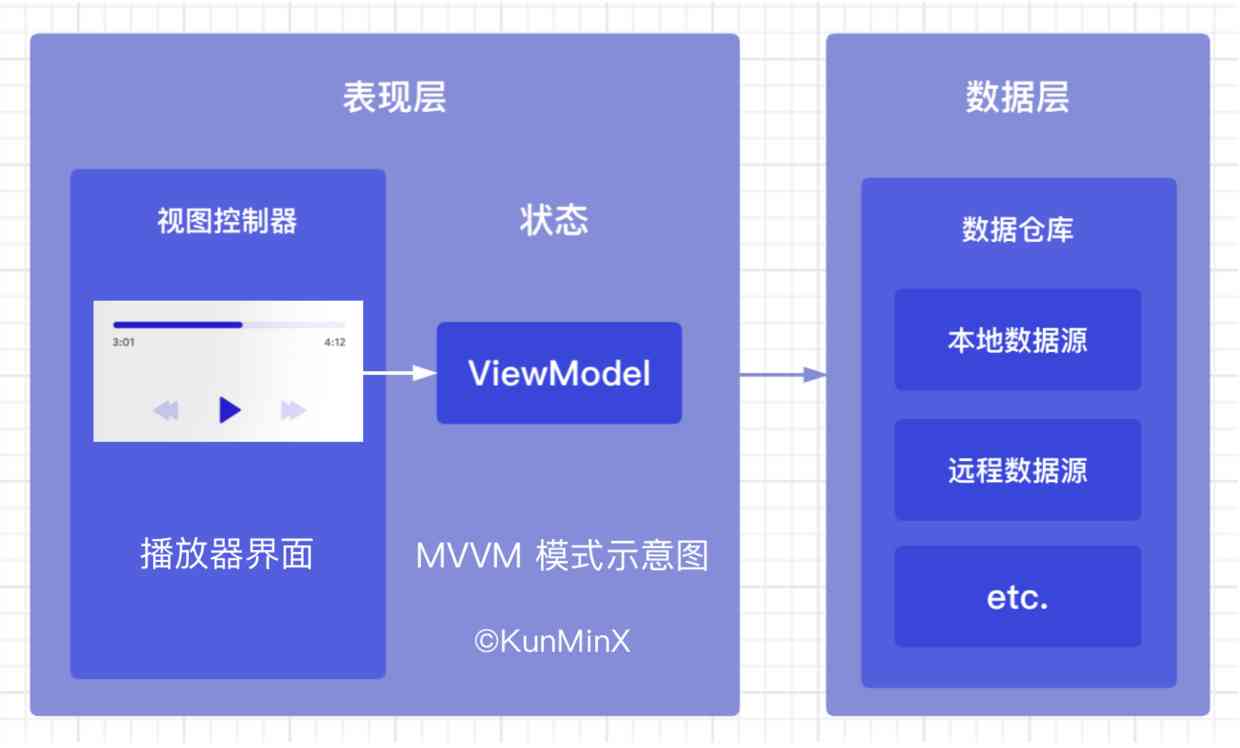 表现层
视图控制器
3:01
4:12
播放器界面
状态
ViewModel
MVVM 模式示意图
©KunMinX
数据层
数据仓库
本地数据源
远程数据源
etc.